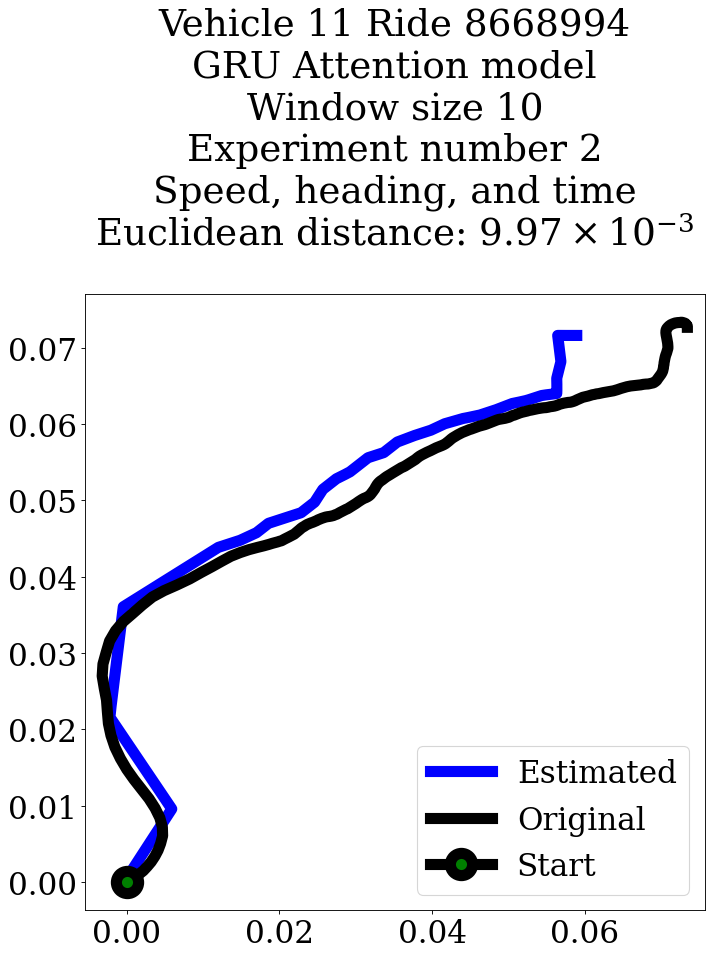 Vehicle 11 Ride 8668994
GRU Attention model
Window size 10
Experiment number 2
Speed, heading, and time
Euclidean distance: 9.97 × 10⁻³
0.07
0.06
0.05
0.04
0.03
0.02
0.01
0.00
Estimated
Original
Start
0.00 0.02 0.04 0.06